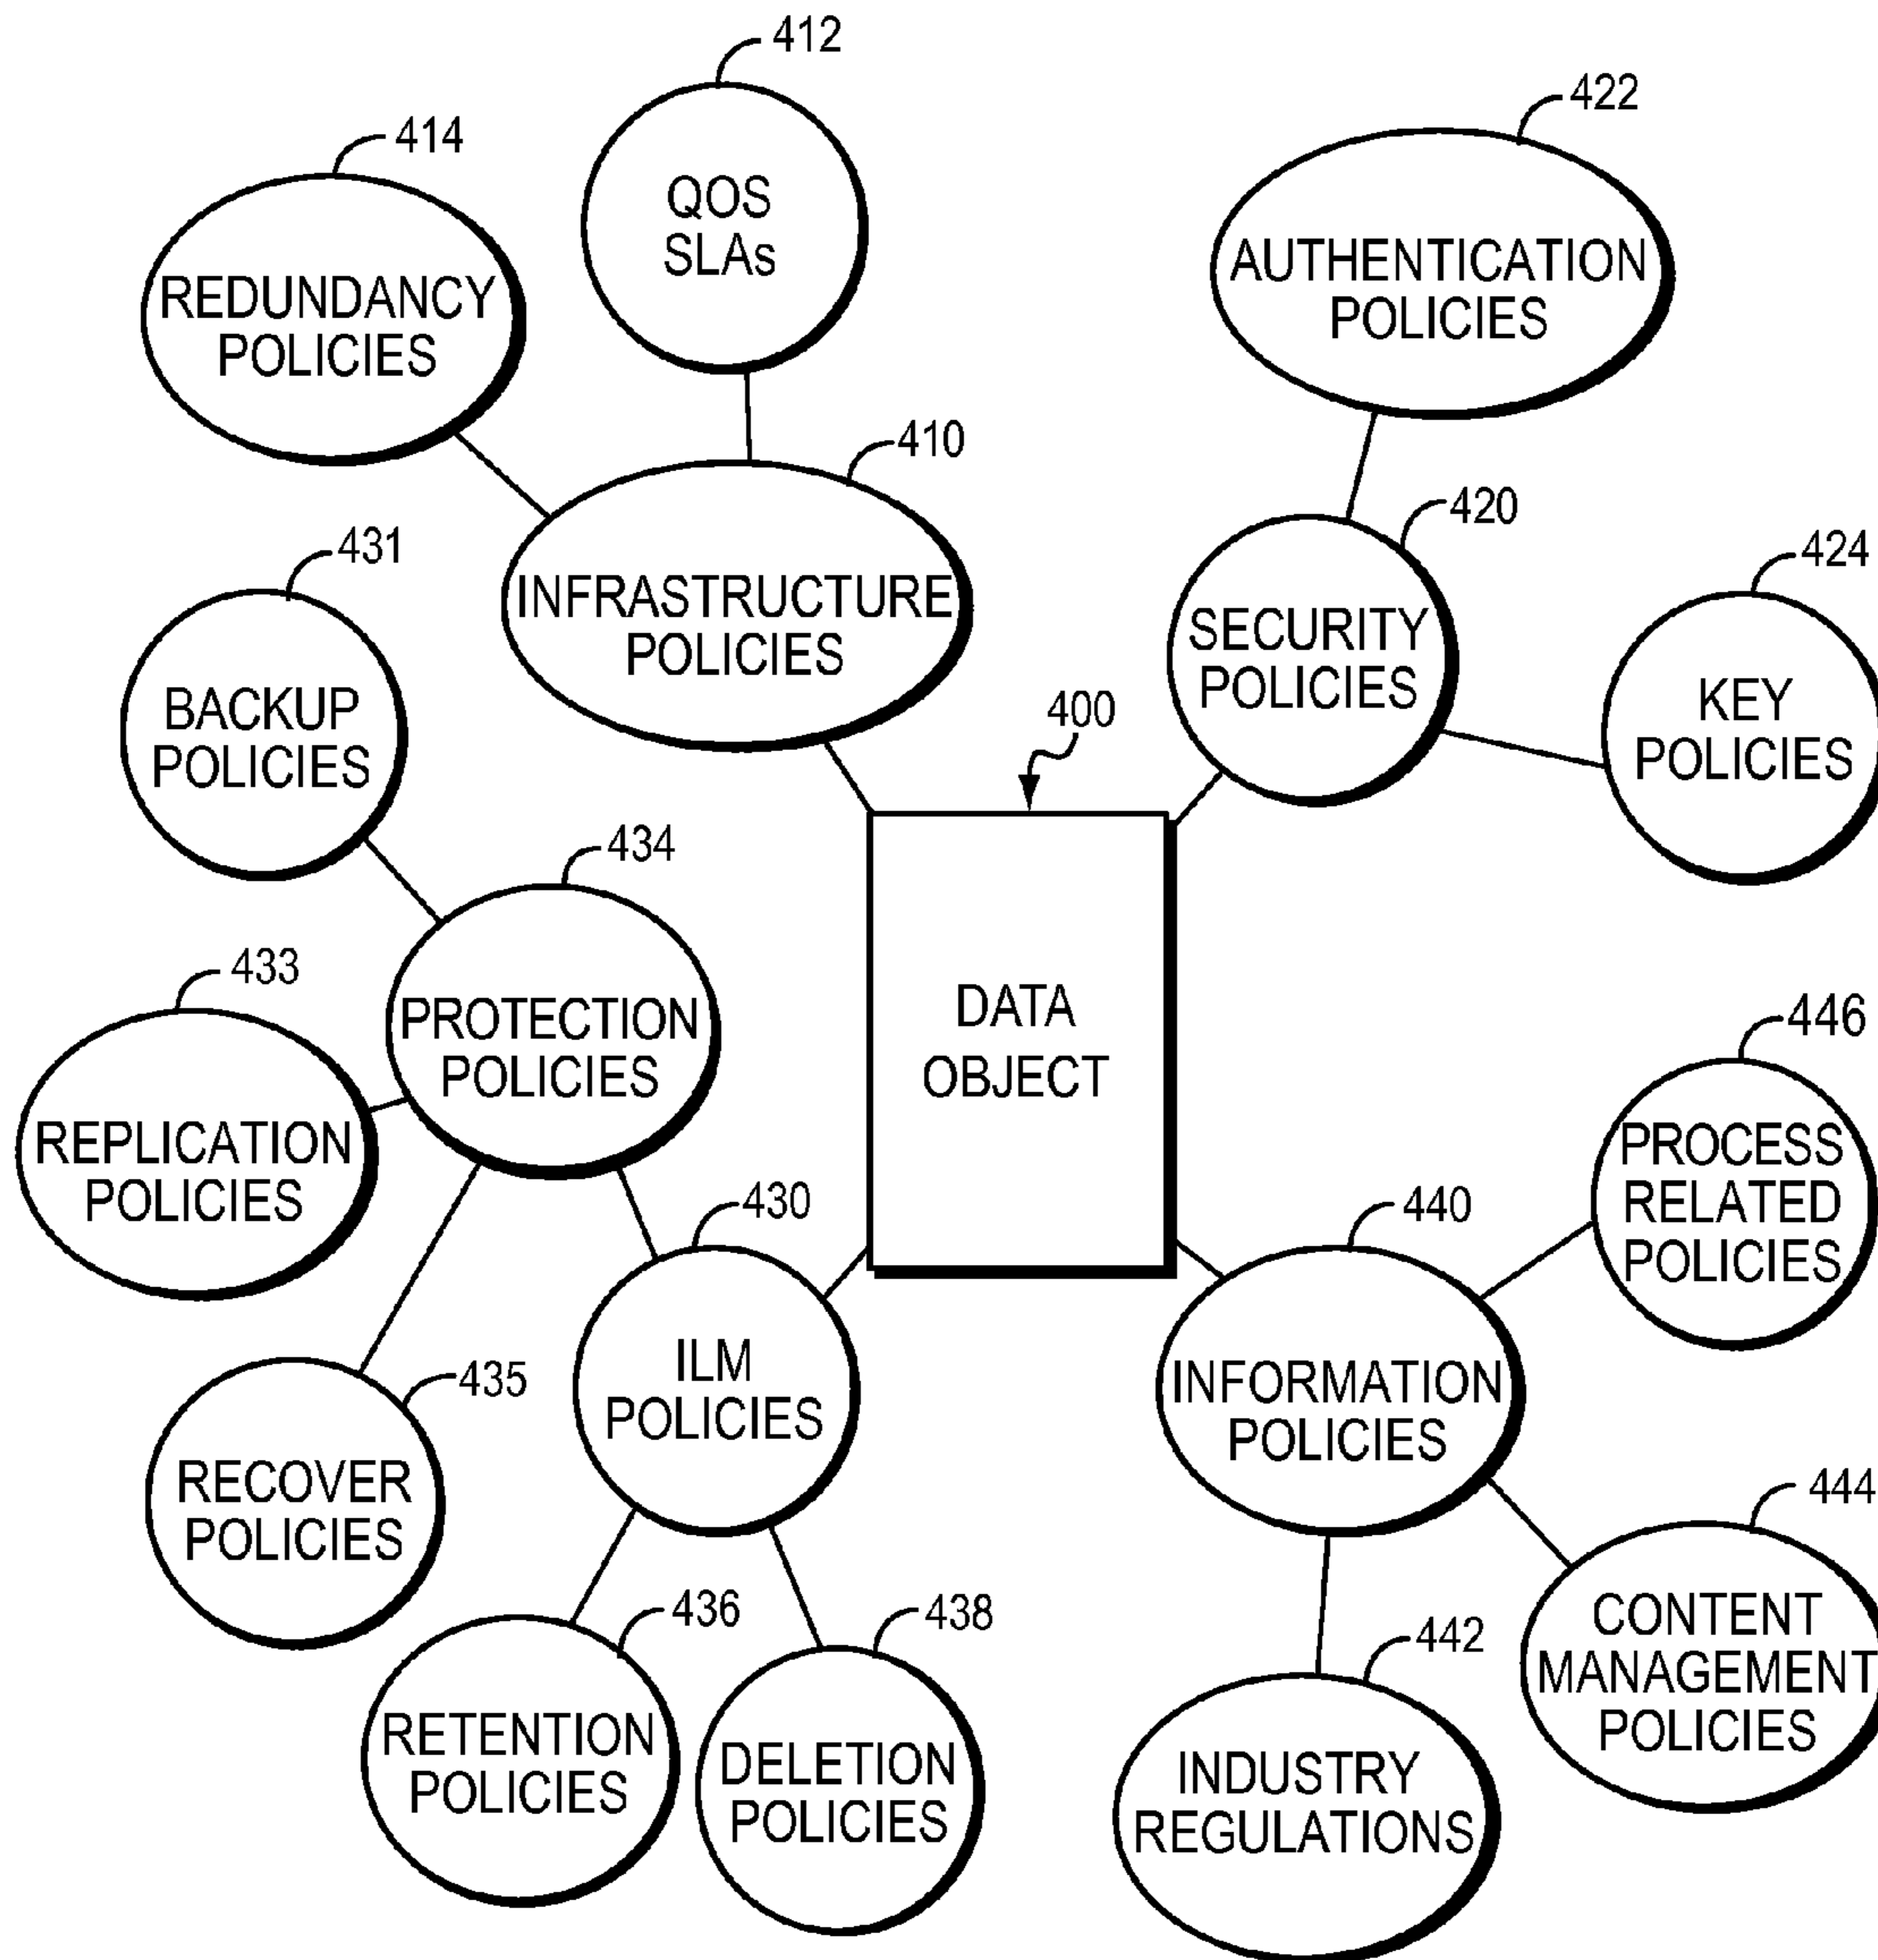 412
QOS
SLAs
414
REDUNDANCY
POLICIES
422
AUTHENTICATION
POLICIES
410
INFRASTRUCTURE
POLICIES
420
SECURITY
POLICIES
424
KEY
POLICIES
431
BACKUP
POLICIES
400
DATA
OBJECT
434
PROTECTION
POLICIES
433
REPLICATION
POLICIES
446
PROCESS
RELATED
POLICIES
430
ILM
POLICIES
440
INFORMATION
POLICIES
435
RECOVER
POLICIES
444
CONTENT
MANAGEMENT
POLICIES
436
RETENTION
POLICIES
438
DELETION
POLICIES
442
INDUSTRY
REGULATIONS